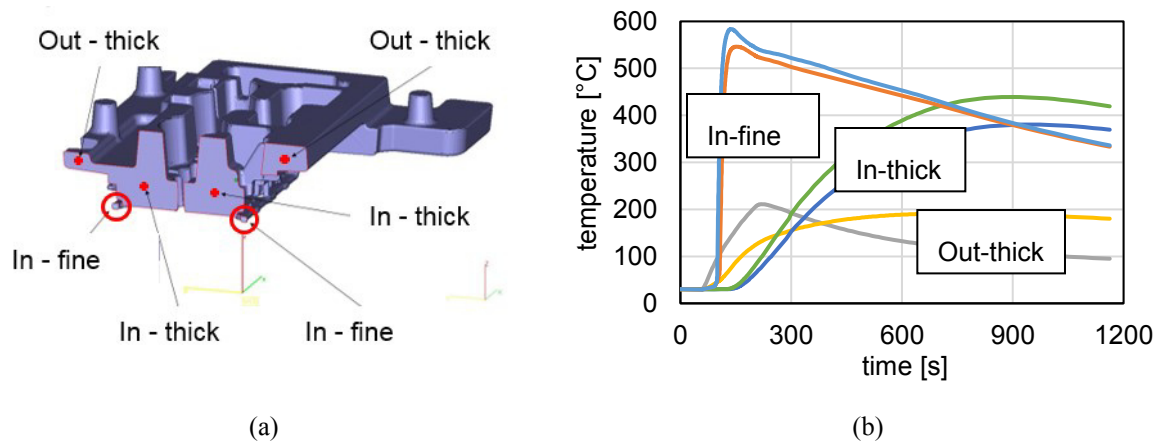 Out - thick
Out - thick
In - thick
In - fine
In - thick
In - fine
(a)
temperature [°C]
600
500
400
300
200
100
0
In-fine
In-thick
Out-thick
0 300 600 900 1200
time [s]
(b)